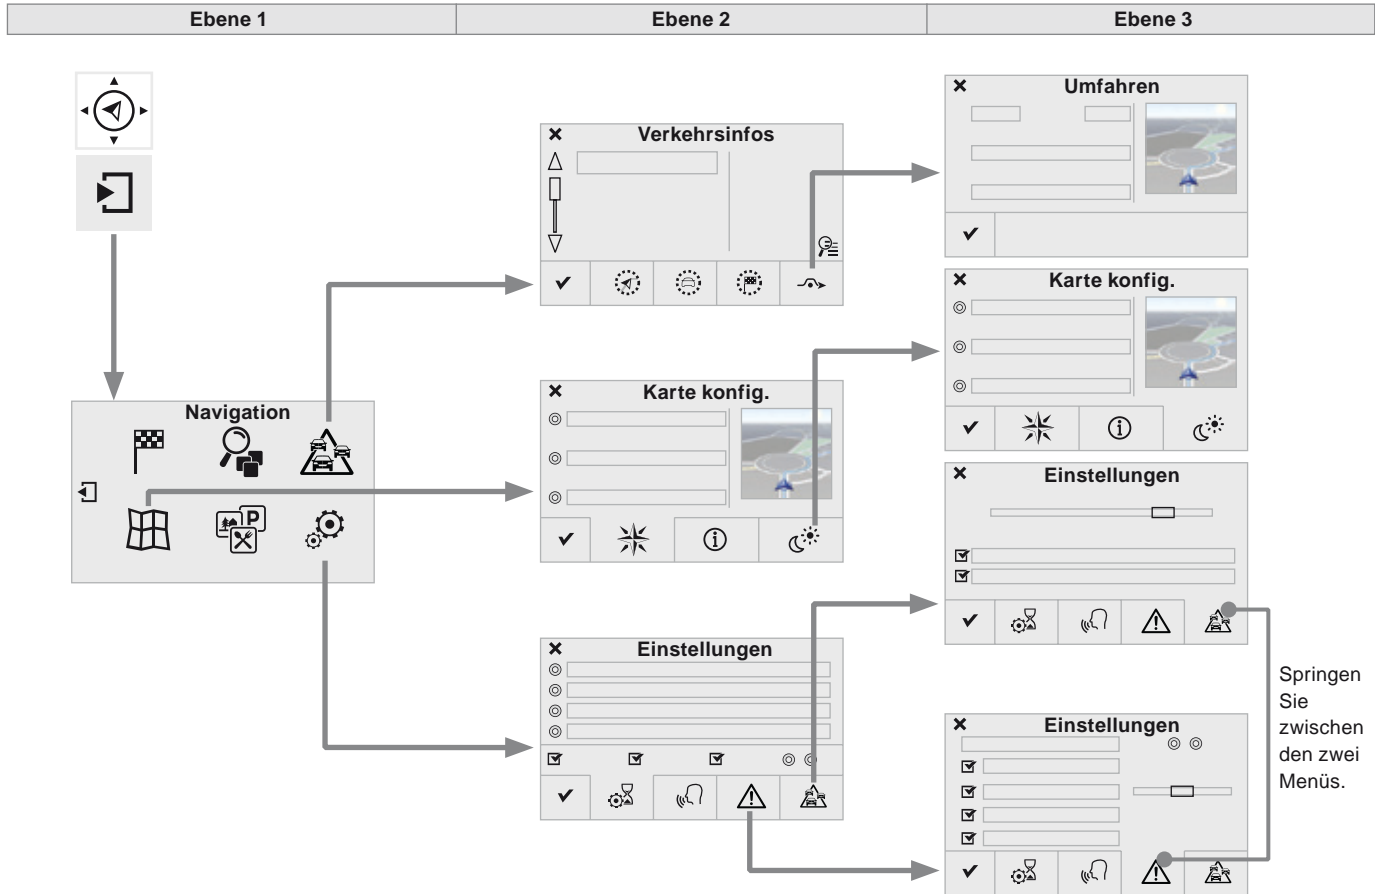 Ebene 1
Ebene 2
Ebene 3
Navigation
P
Verkehrsinfos
Karte konfig.
Einstellungen
Umfahren
Karte konfig.
Einstellungen
Einstellungen
Springen
Sie
zwischen
den zwei
Menüs.